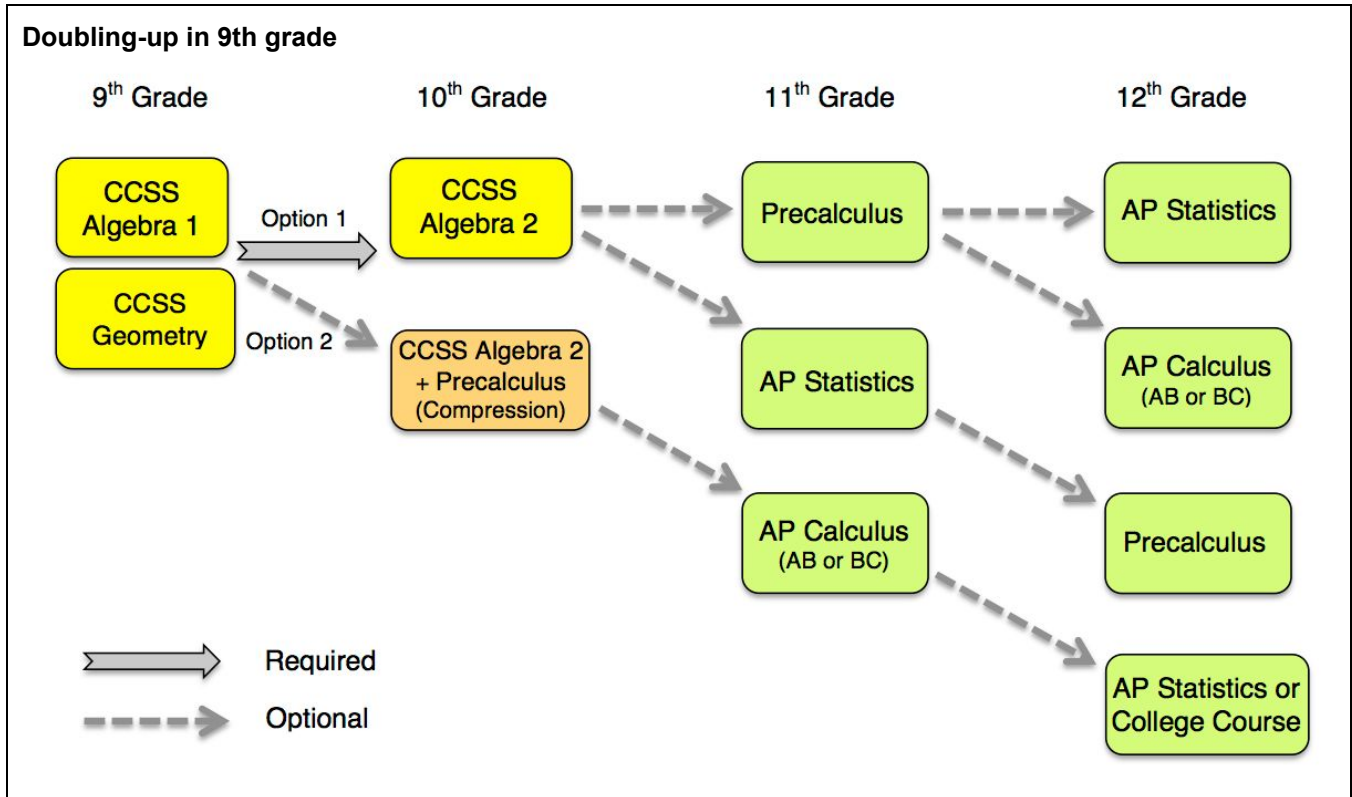 Doubling-up in 9th grade
9th Grade
10th Grade
11th Grade
12th Grade
CCSS
Algebra 1
Option 1
CCSS
Algebra 2
Precalculus
AP Statistics
CCSS
Geometry
Option 2
CCSS Algebra 2
+ Precalculus
(Compression)
AP Statistics
AP Calculus
(AB or BC)
AP Calculus
(AB or BC)
Precalculus
Required
Optional
AP Statistics or
College Course